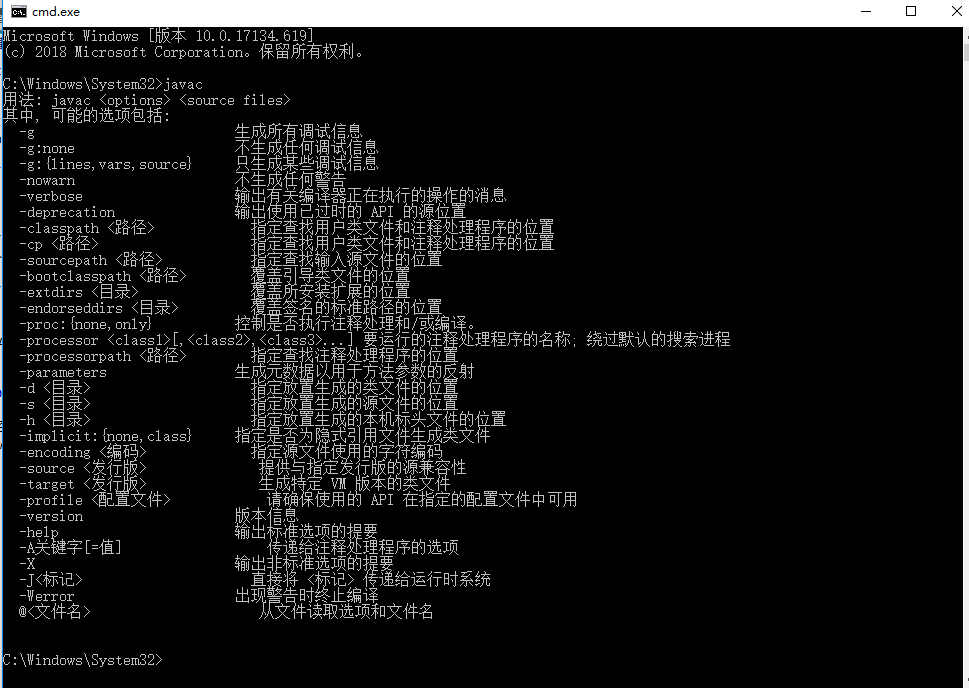 cmd.exe
Microsoft Windows [版本 10.0.17134.619]
(c) 2018 Microsoft Corporation。保留所有权利。
C:\Windows\System32>javac
用法: javac <options> <source files>
其中, 可能的选项包括:
-g 生成所有调试信息
-g:none 不生成任何调试信息
-g:{lines,vars,source} 只生成某些调试信息
-nowarn 不生成任何警告
-verbose 输出有关编译器正在执行的操作的消息
-deprecation 输出使用已过时的 API 的源位置
-classpath <路径> 指定查找用户类文件和注释处理程序的位置
-cp <路径> 指定查找用户类文件和注释处理程序的位置
-sourcepath <路径> 指定查找输入源文件的位置
-bootclasspath <路径> 覆盖引导类文件的位置
-extdirs <目录> 覆盖所安装扩展的位置
-endorseddirs <目录> 覆盖签名的标准路径的位置
-proc:{none,only} 控制是否执行注释处理和/或编译。
-processor <class1>[,<class2>,<class3>...] 要运行的注释处理程序的名称; 绕过默认的搜索进程
-processorpath <路径> 指定查找注释处理程序的位置
-parameters 生成元数据以用于方法参数的反射
-d <目录> 指定放置生成的类文件的位置
-s <目录> 指定放置生成的源文件的位置
-h <目录> 指定放置生成的本机标头文件的位置
-implicit:{none,class} 指定是否为隐式引用文件生成类文件
-encoding <编码> 指定源文件使用的字符编码
-source <发行版> 提供与指定发行版的源兼容性
-target <发行版> 生成特定 VM 版本的类文件
-profile <配置文件> 请确保使用的 API 在指定的配置文件中可用
-version 版本信息
-help 输出标准选项的提要
-A关键字[=值] 传递给注释处理程序的选项
-X 输出非标准选项的提要
-J<标记> 直接将 <标记> 传递给运行时系统
-Werror 出现警告时终止编译
@<文件名> 从文件读取选项和文件名
C:\Windows\System32>